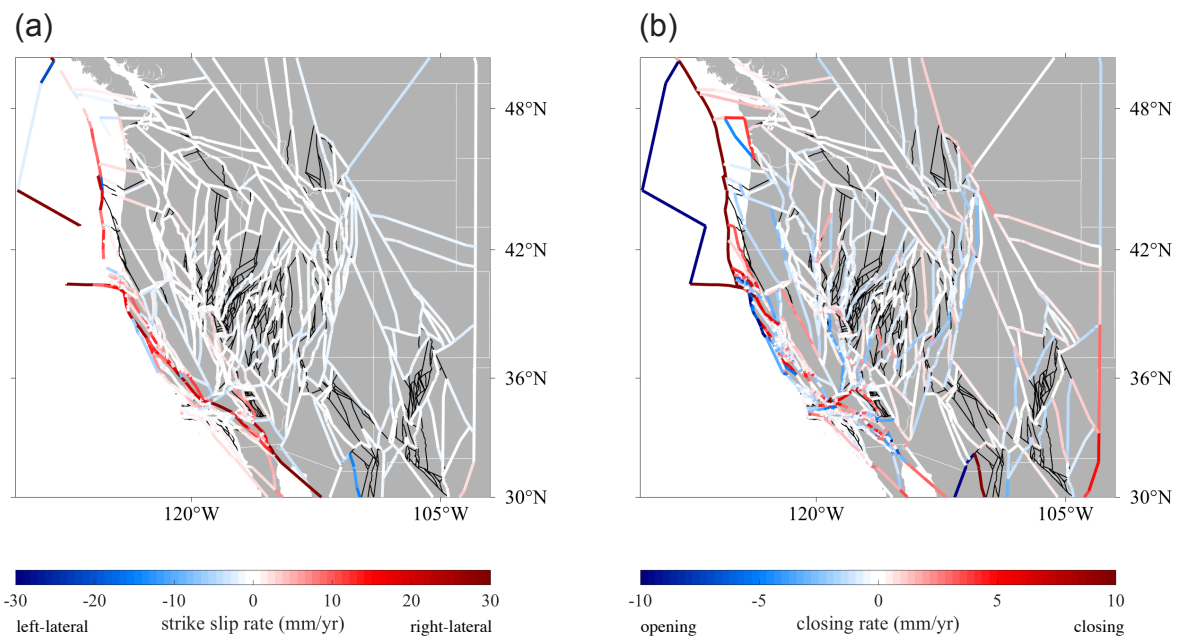 (a)
(b)
48°N
42°N
36°N
30°N
120°W
105°W
48°N
42°N
36°N
30°N
120°W
105°W
-30 -20 -10 0 10 20 30
left-lateral strike slip rate (mm/yr) right-lateral
-10 -5 0 5 10
opening closing rate (mm/yr) closing